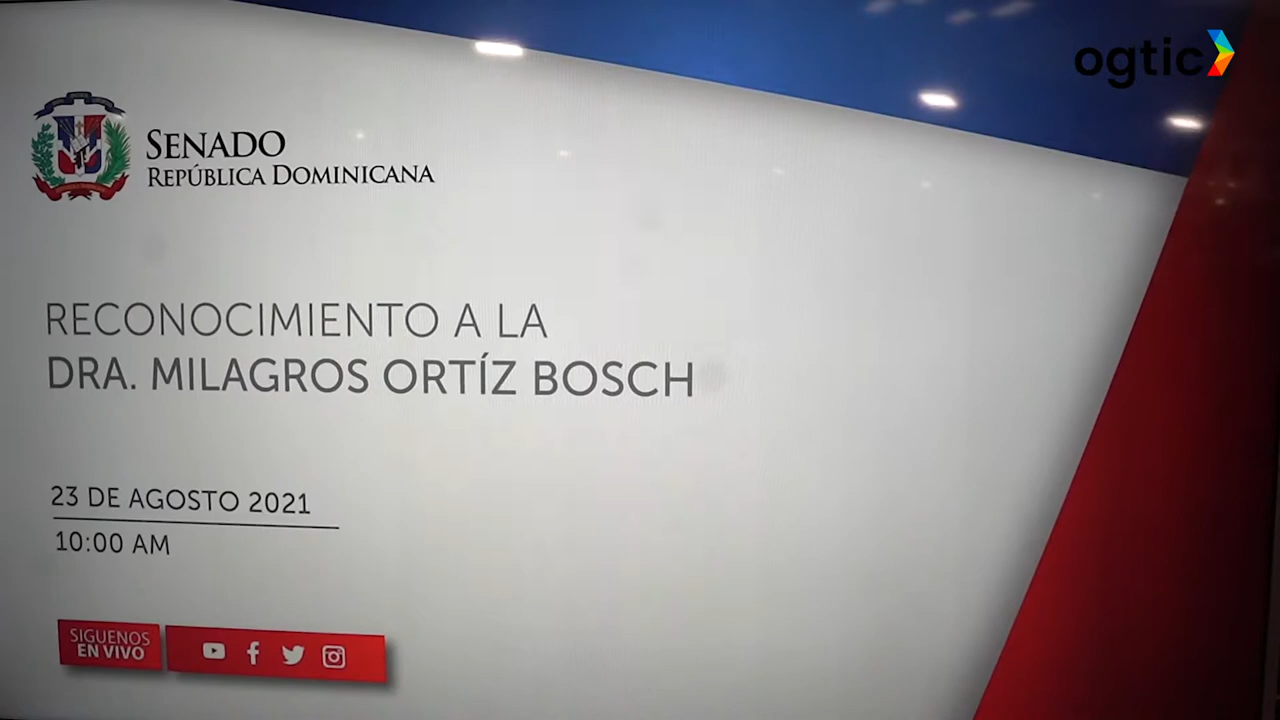 ogtic
SENADO
REPÚBLICA DOMINICANA
RECONOCIMIENTO A LA
DRA. MILAGROS ORTÍZ BOSCH
23 DE AGOSTO 2021
10:00 AM
SIGUENOS
EN VIVO